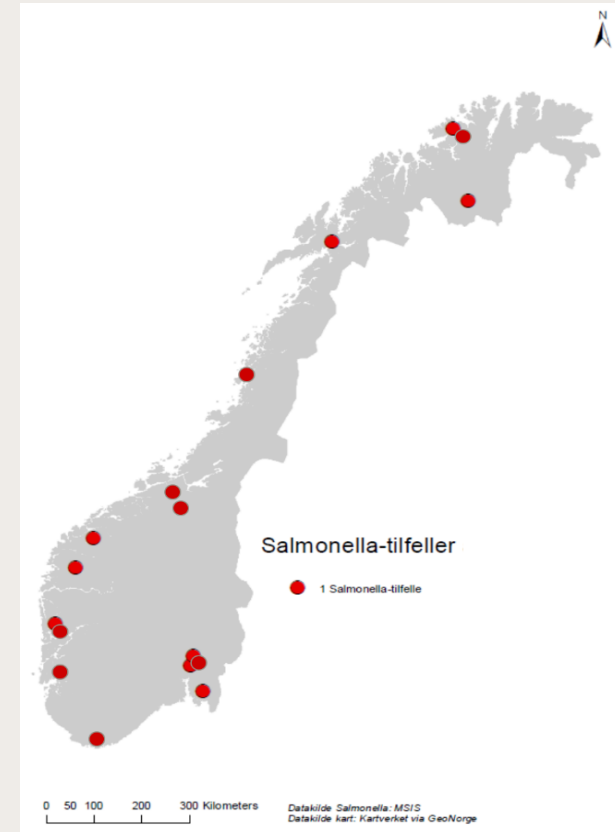 N
Salmonella-tilfeller
1 Salmonella-tilfelle
0 50 100 200 300 Kilometers
Datakilde Salmonella: MSIS
Datakilde kart: Kartverket via GeoNorge